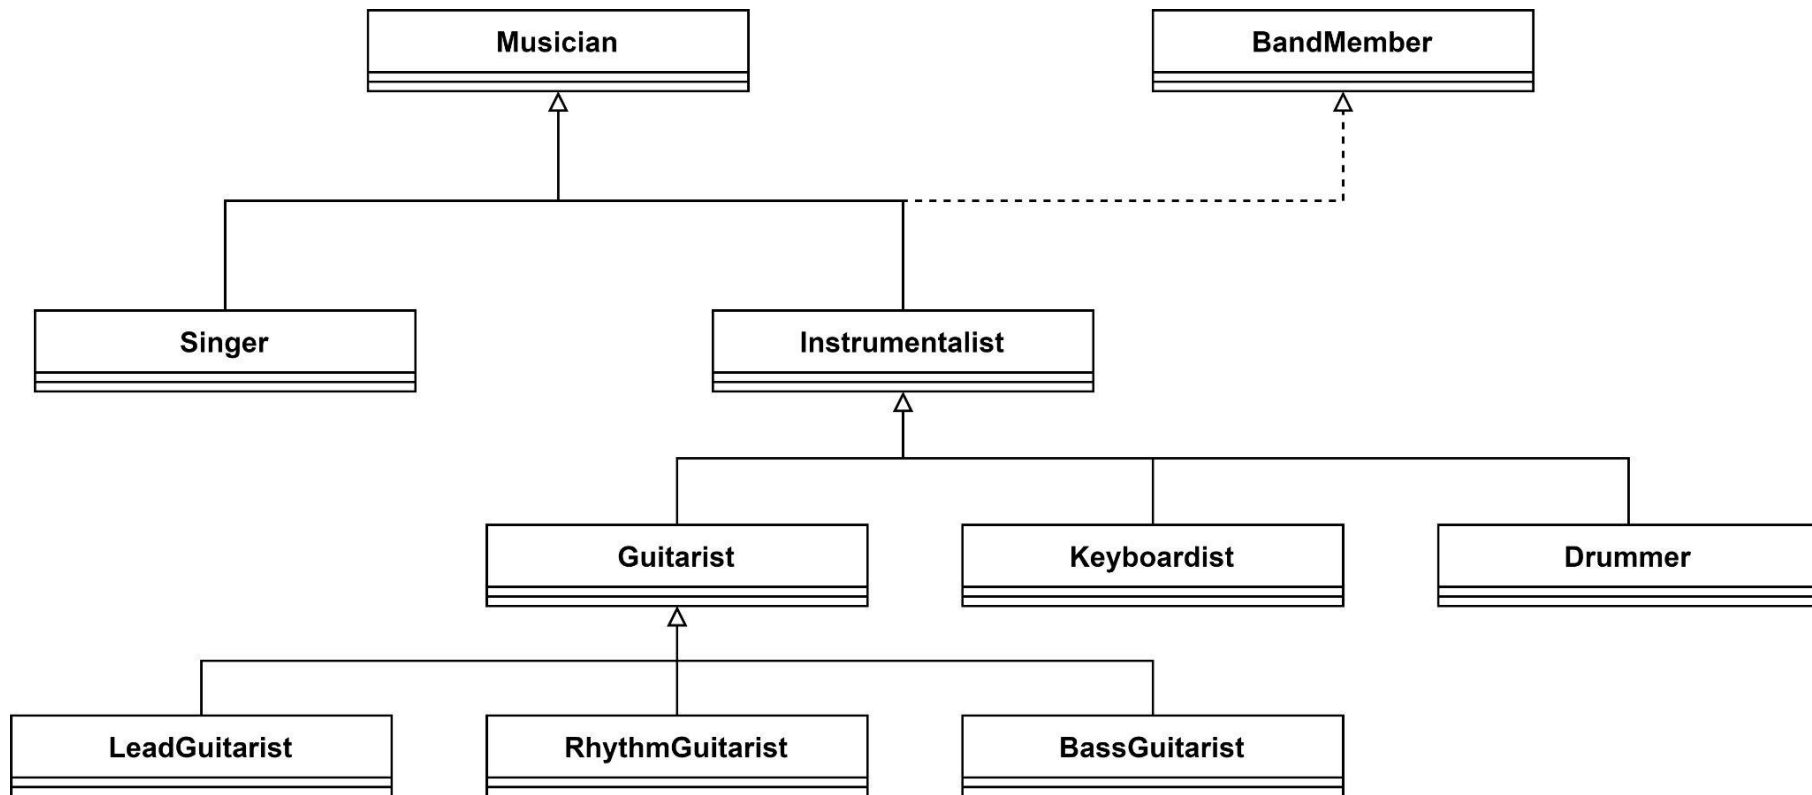 Musician
BandMember
Singer
Instrumentalist
Guitarist
Keyboardist
Drummer
LeadGuitarist
RhythmGuitarist
BassGuitarist